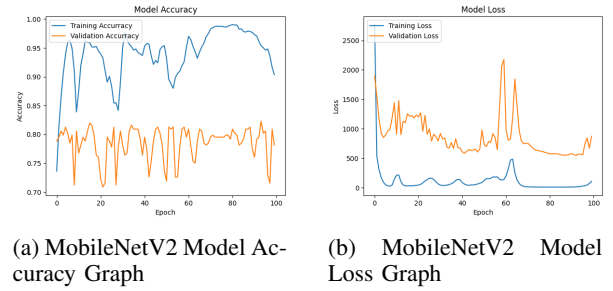 Model Accuracy
Training Accurracy
Validation Accurracy
1.00
0.95
0.90
0.85
0.80
0.75
0.70
Accuracy
0 20 40 60 80 100
Epoch
Model Loss
Training Loss
Validation Loss
2500
2000
1500
1000
500
0
Loss
0 20 40 60 80 100
Epoch
(a) MobileNetV2 Model Ac-
curacy Graph
(b) MobileNetV2 Model
Loss Graph